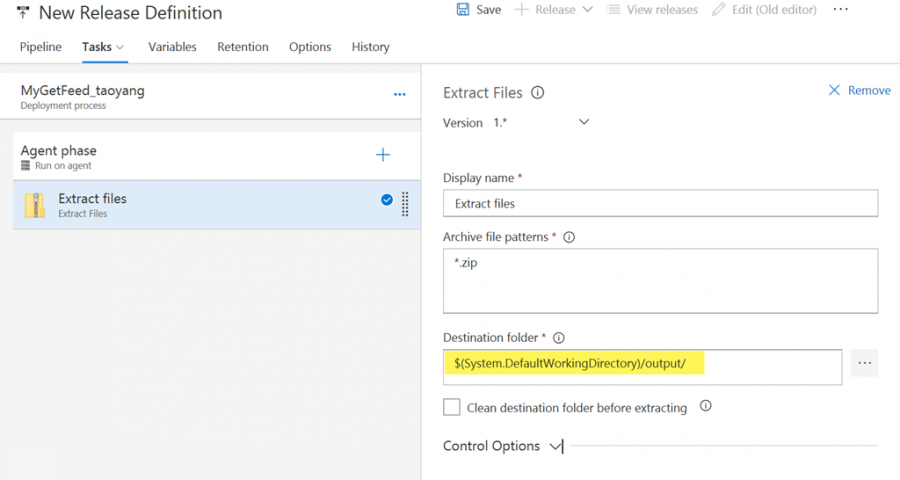 New Release Definition
Save Release View releases Edit (Old editor) ...
Pipeline Tasks Variables Retention Options History
MyGetFeed_taoyang
Deployment process
...
Extract Files
Remove
Version 1.*
Agent phase
Run on agent
Extract files
Extract Files
Display name *
Extract files
Archive file patterns *
*.zip
Destination folder *
$(System.DefaultWorkingDirectory)/output/
...
Clean destination folder before extracting
Control Options